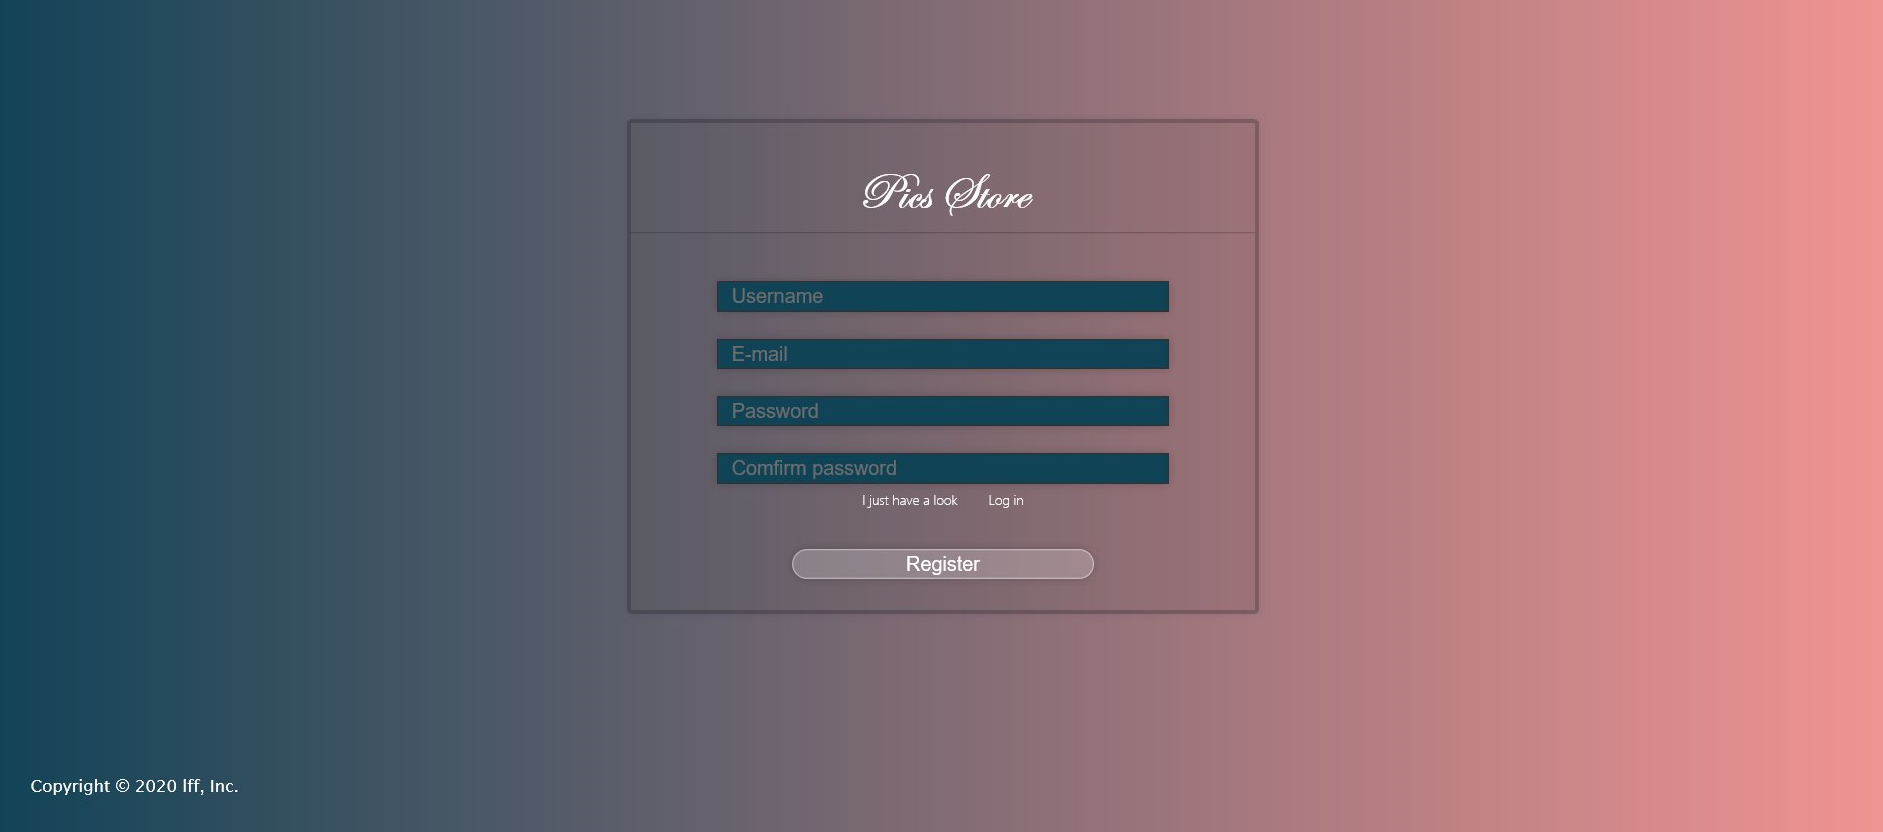 Pics Store
Username
E-mail
Password
Comfirm password
I just have a look Log in
Register
Copyright © 2020 lff, Inc.